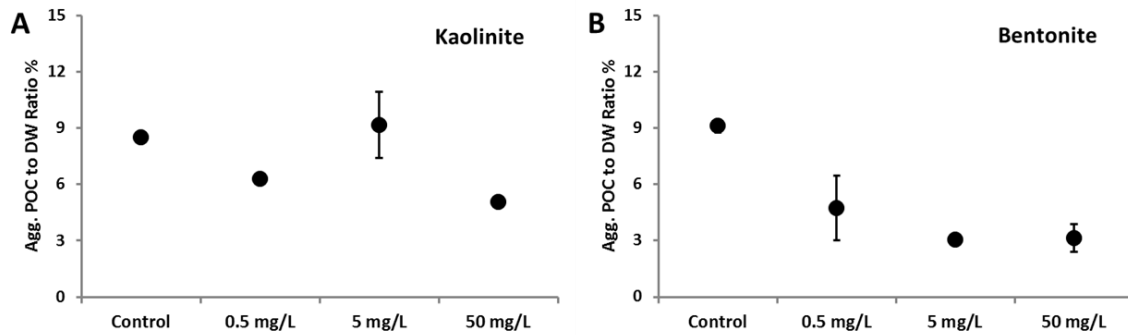 A
Kaolinite
Agg. POC to DW Ratio %
15
12
9
6
3
0
Control 0.5 mg/L 5 mg/L 50 mg/L
B
Bentonite
Agg. POC to DW Ratio %
15
12
9
6
3
0
Control 0.5 mg/L 5 mg/L 50 mg/L